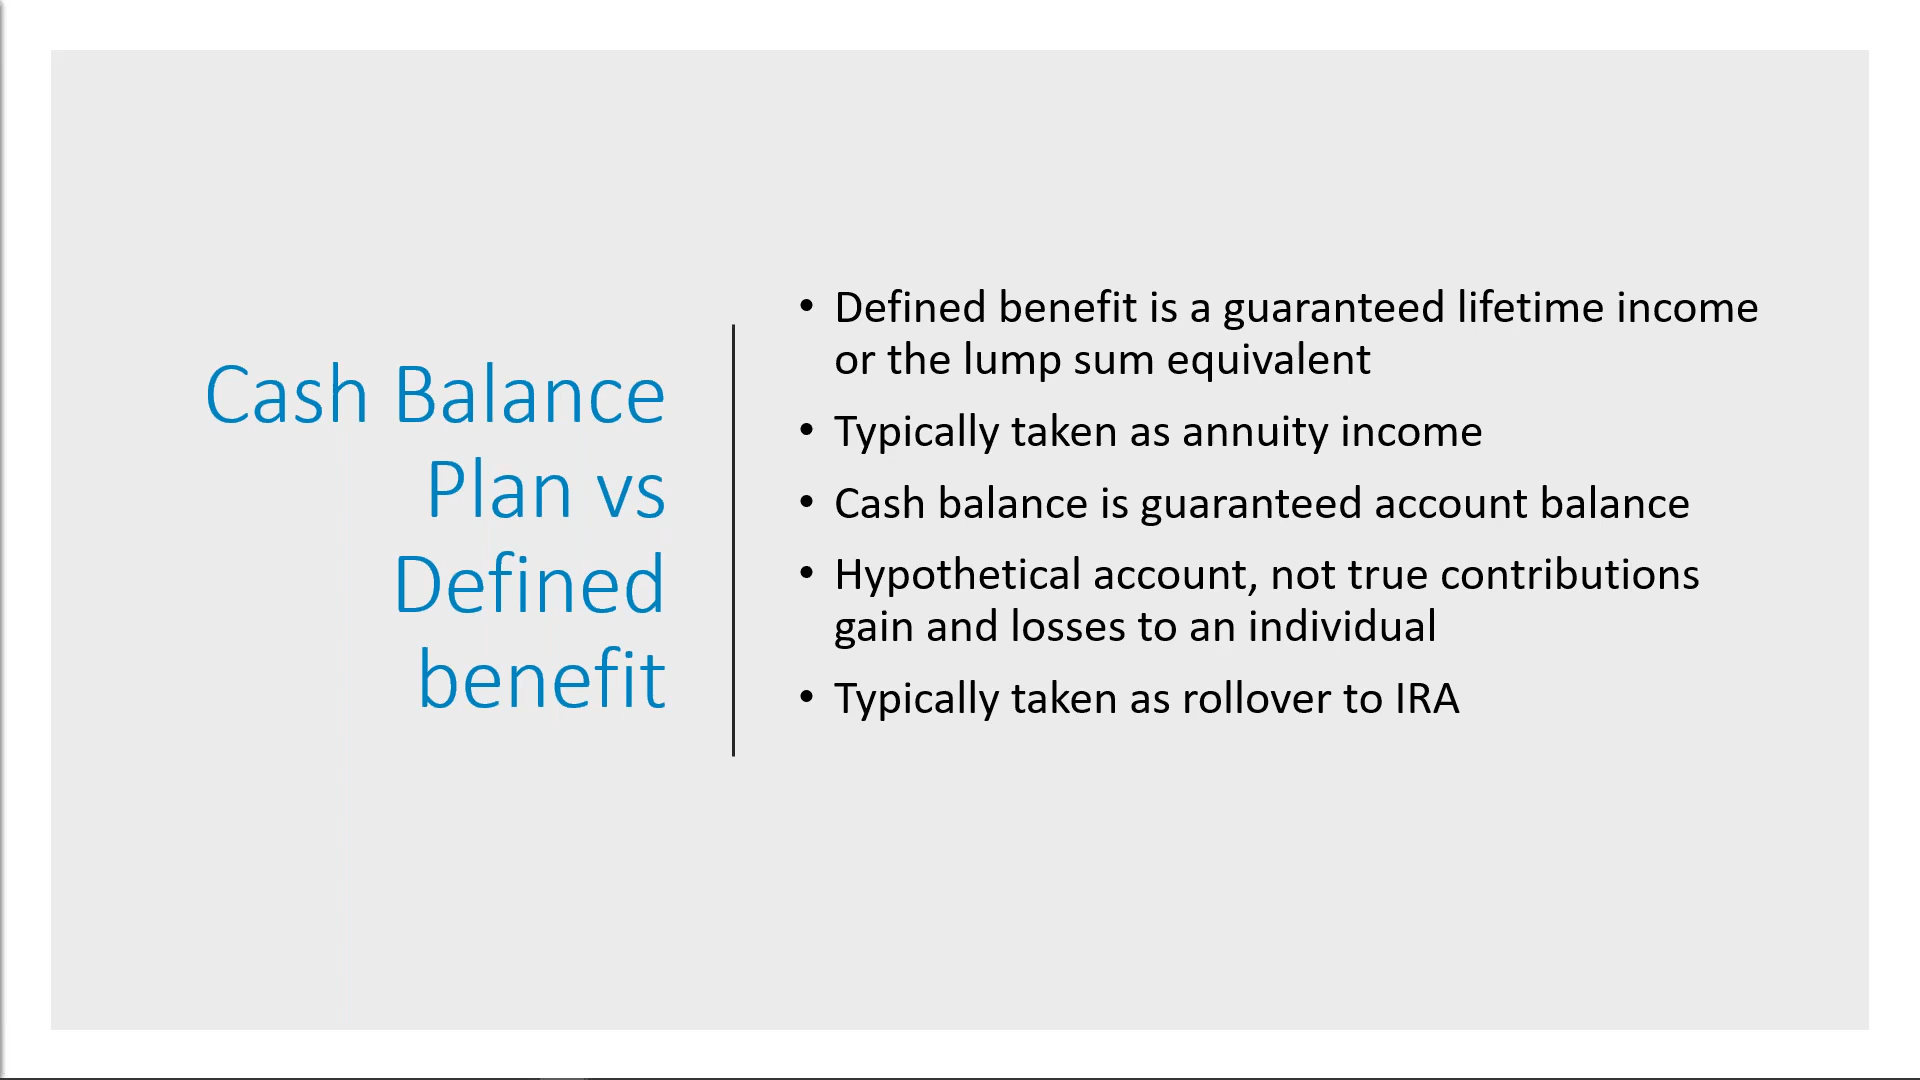 Cash Balance
Plan vs
Defined
benefit
• Defined benefit is a guaranteed lifetime income
or the lump sum equivalent
• Typically taken as annuity income
• Cash balance is guaranteed account balance
• Hypothetical account, not true contributions
gain and losses to an individual
• Typically taken as rollover to IRA